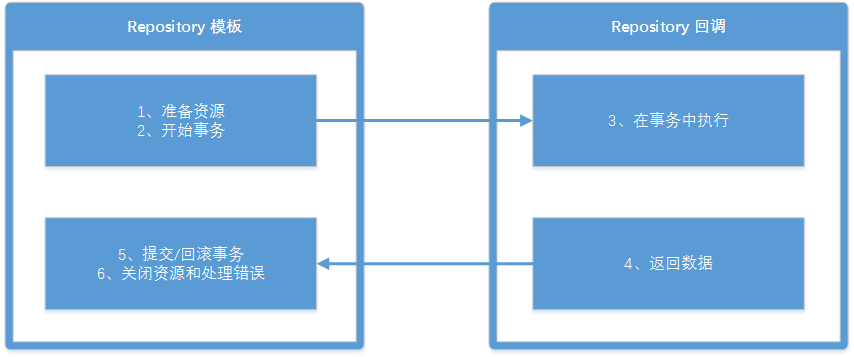 Repository 模板
1、准备资源
2、开始事务
5、提交/回滚事务
6、关闭资源和处理错误
Repository 回调
3、在事务中执行
4、返回数据